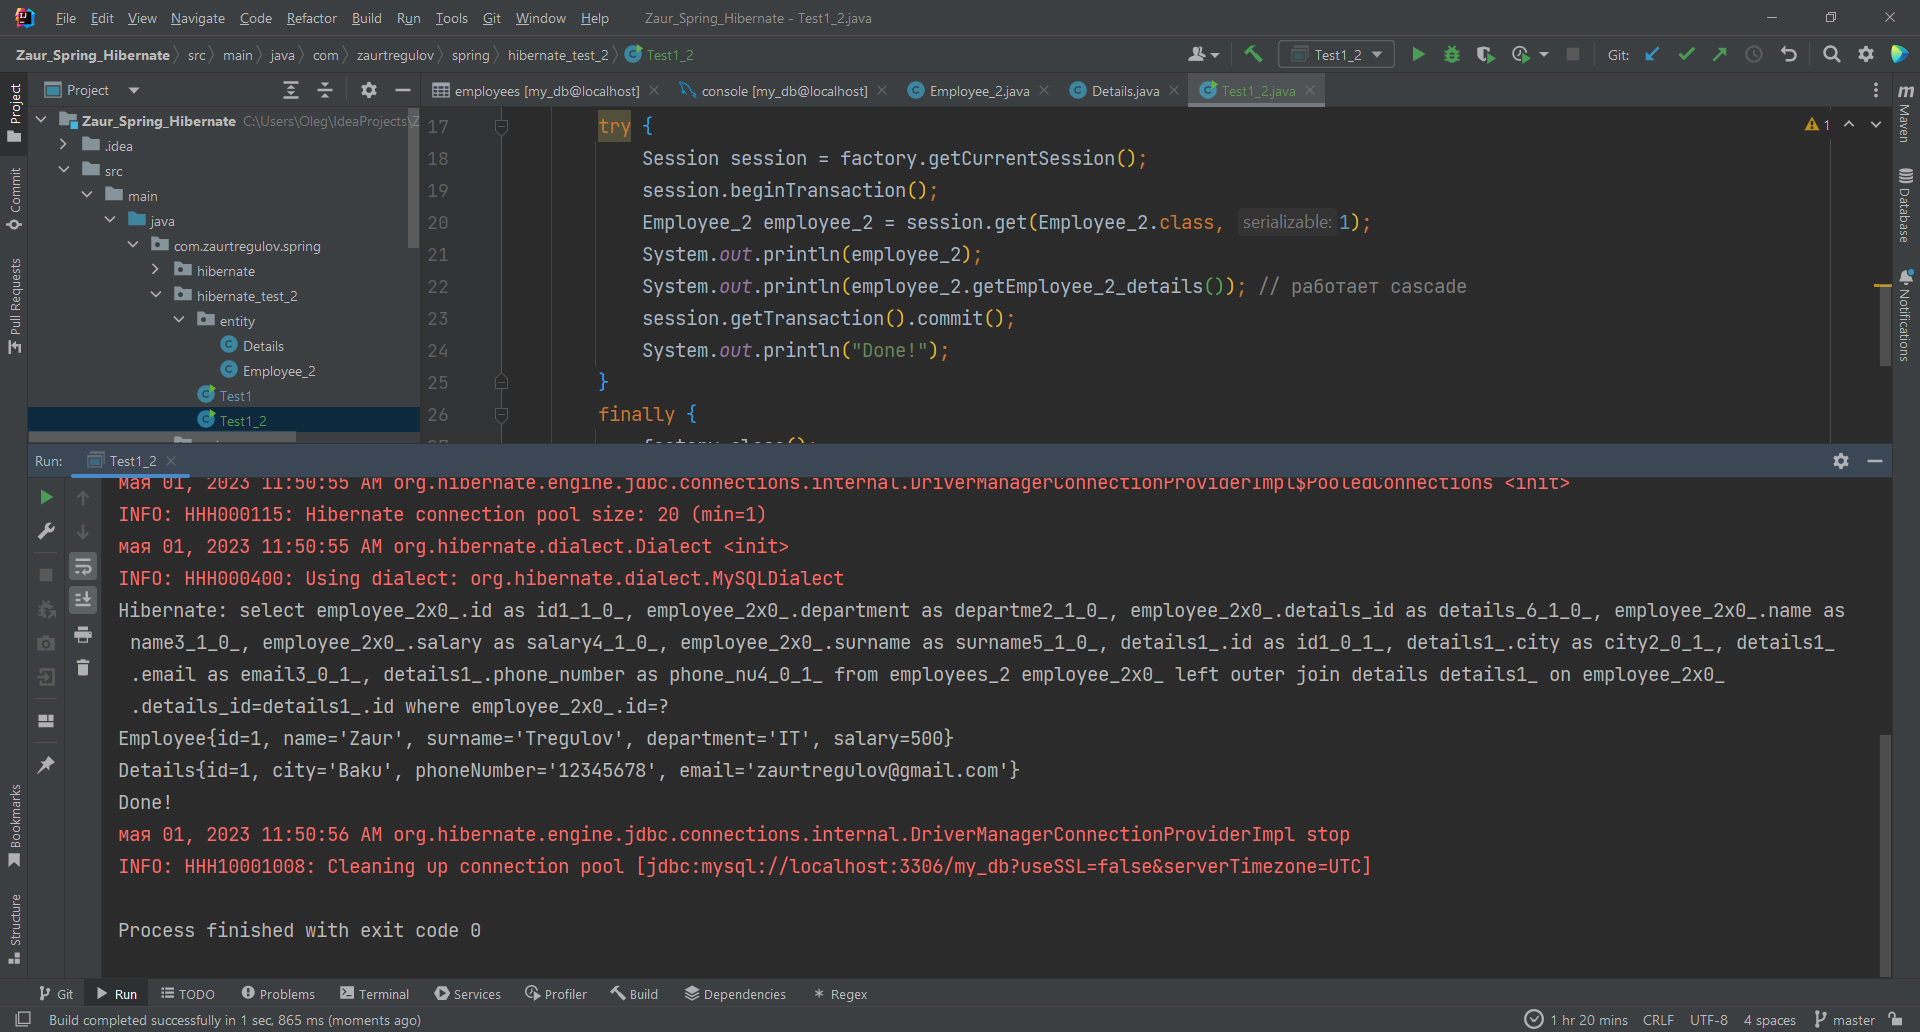 File Edit View Navigate Code Refactor Build Run Tools Git Window Help Zaur_Spring_Hibernate - Test1_2.java
Zaur_Spring_Hibernate src main java com zaurtregulov spring hibernate_test_2 Test1_2 Test1_2 Git:
Project employees [my_db@localhost] console [my_db@localhost] Employee_2.java Details.java Test1_2.java
Zaur_Spring_Hibernate C:\Users\Oleg\IdeaProjects\Z
.idea
src
main
java
com.zaurtregulov.spring
hibernate
hibernate_test_2
entity
Details
Employee_2
Test1
Test1_2
Project
Commit
Pull Requests
Bookmarks
Structure
17 try {
18 Session session = factory.getCurrentSession();
19 session.beginTransaction();
20 Employee_2 employee_2 = session.get(Employee_2.class, serializable: 1);
21 System.out.println(employee_2);
22 System.out.println(employee_2.getEmployee_2_details()); // работает cascade
23 session.getTransaction().commit();
24 System.out.println("Done!");
25 }
26 finally {
27 factory.close();
1
Maven
Database
Notifications
Run: Test1_2
мая 01, 2023 11:50:55 AM org.hibernate.engine.jdbc.connections.internal.DriverManagerConnectionProviderImpl$PooledConnections <init>
INFO: HHH000115: Hibernate connection pool size: 20 (min=1)
мая 01, 2023 11:50:55 AM org.hibernate.dialect.Dialect <init>
INFO: HHH000400: Using dialect: org.hibernate.dialect.MySQLDialect
Hibernate: select employee_2x0_.id as id1_1_0_, employee_2x0_.department as departme2_1_0_, employee_2x0_.details_id as details_6_1_0_, employee_2x0_.name as
name3_1_0_, employee_2x0_.salary as salary4_1_0_, employee_2x0_.surname as surname5_1_0_, details1_.id as id1_0_1_, details1_.city as city2_0_1_, details1_
.email as email3_0_1_, details1_.phone_number as phone_nu4_0_1_ from employees_2 employee_2x0_ left outer join details details1_ on employee_2x0_
.details_id=details1_.id where employee_2x0_.id=?
Employee{id=1, name='Zaur', surname='Tregulov', department='IT', salary=500}
Details{id=1, city='Baku', phoneNumber='12345678', email='zaurtregulov@gmail.com'}
Done!
мая 01, 2023 11:50:56 AM org.hibernate.engine.jdbc.connections.internal.DriverManagerConnectionProviderImpl stop
INFO: HHH10001008: Cleaning up connection pool [jdbc:mysql://localhost:3306/my_db?useSSL=false&serverTimezone=UTC]
Process finished with exit code 0
Git Run TODO Problems Terminal Services Profiler Build Dependencies Regex
Build completed successfully in 1 sec, 865 ms (moments ago) 1 hr 20 mins CRLF UTF-8 4 spaces master